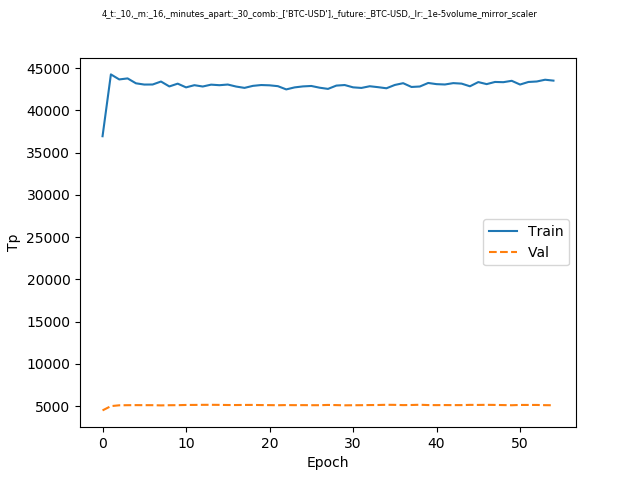 4_t:_10,_m:_16,_minutes_apart:_30_comb:_['BTC-USD'],_future:_BTC-USD,_lr:_1e-5volume_mirror_scaler
45000
40000
35000
30000
25000
20000
15000
10000
5000
Tp
Train
Val
0 10 20 30 40 50
Epoch